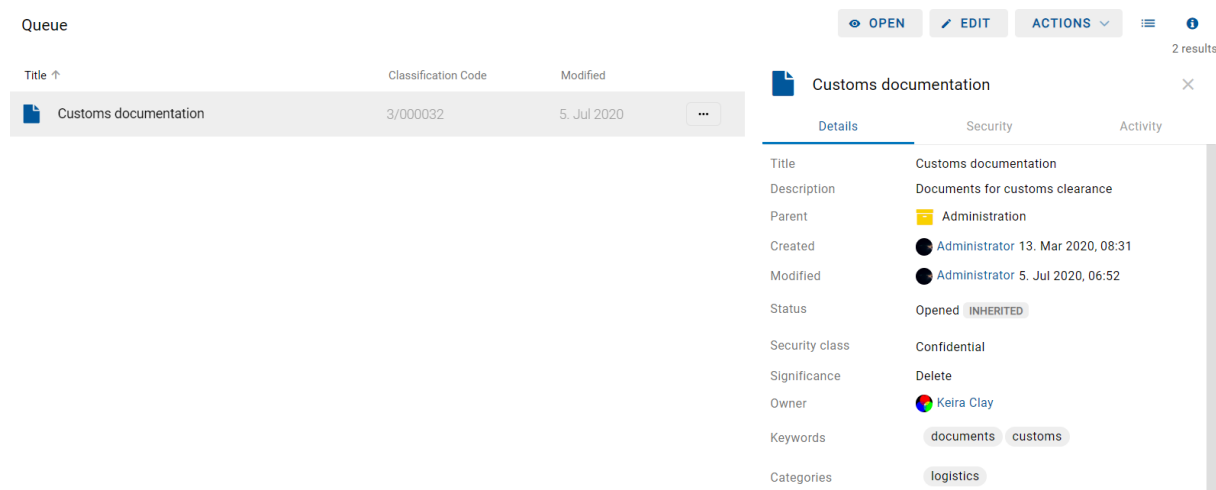 Queue
OPEN EDIT ACTIONS
2 results
Title Classification Code Modified
Customs documentation 3/000032 5. Jul 2020 ...
Customs documentation
Details Security Activity
Title Customs documentation
Description Documents for customs clearance
Parent Administration
Created Administrator 13. Mar 2020, 08:31
Modified Administrator 5. Jul 2020, 06:52
Status Opened INHERITED
Security class Confidential
Significance Delete
Owner Keira Clay
Keywords documents customs
Categories logistics